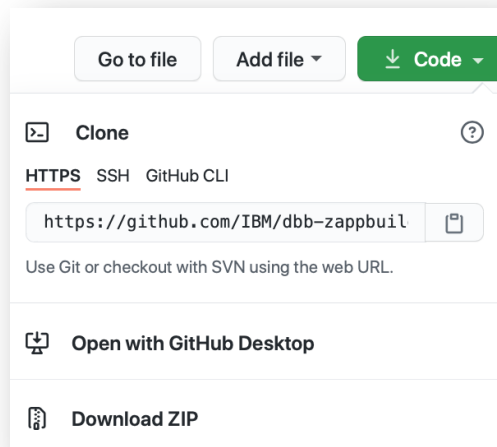 Go to file Add file Code
Clone
HTTPS SSH GitHub CLI
https://github.com/IBM/dbb-zappbuil
Use Git or checkout with SVN using the web URL.
Open with GitHub Desktop
Download ZIP